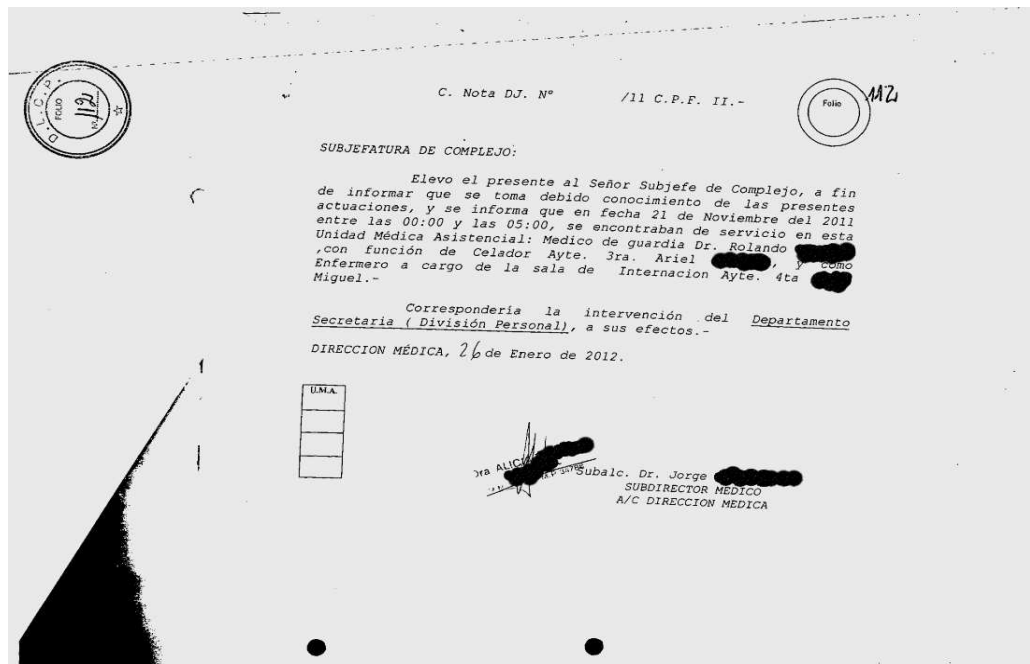 D.L.C.P.
FOLIO
Nº 112
C. Nota DJ. Nº /11 C.P.F. II.-
Folio
112
SUBJEFATURA DE COMPLEJO:
Elevo el presente al Señor Subjefe de Complejo, a fin
de informar que se toma debido conocimiento de las presentes
actuaciones, y se informa que en fecha 21 de Noviembre del 2011
entre las 00:00 y las 05:00, se encontraban de servicio en esta
Unidad Médica Asistencial: Medico de guardia Dr. Rolando
,con función de Celador Ayte. 3ra. Ariel , y como
Enfermero a cargo de la sala de Internacion Ayte. 4ta
Miguel.-
Correspondería la intervención del Departamento
Secretaria ( División Personal), a sus efectos.-
DIRECCION MÉDICA, 26 de Enero de 2012.
U.M.A.
Dra ALICI
Subalc. Dr. Jorge
SUBDIRECTOR MEDICO
A/C DIRECCION MEDICA